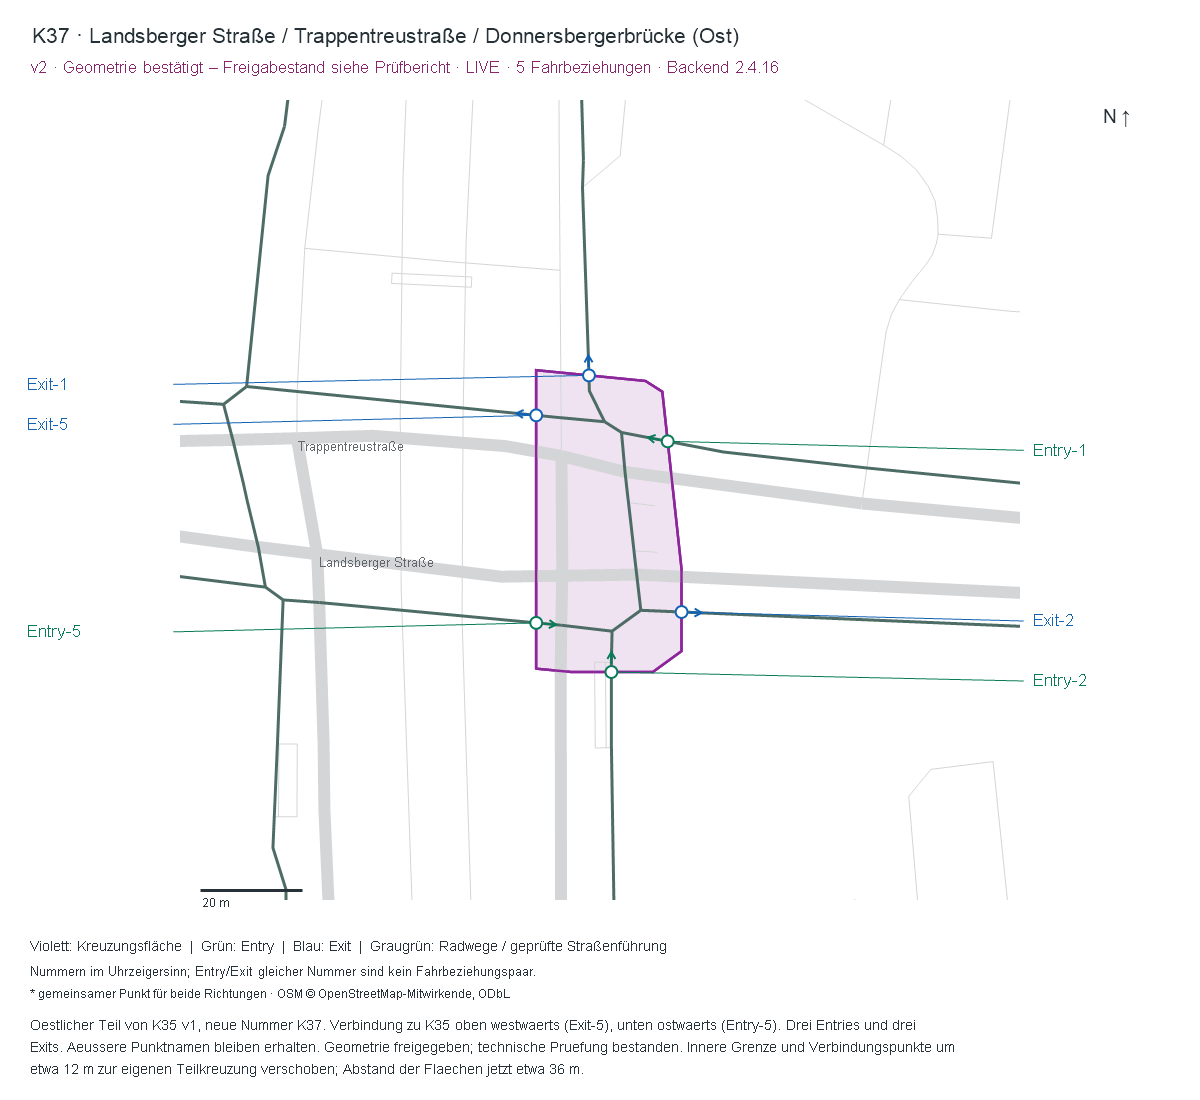 K37 · Landsberger Straße / Trappentreustraße / Donnersbergerbrücke (Ost)
v2 · Geometrie bestätigt – Freigabestand siehe Prüfbericht · LIVE · 5 Fahrbeziehungen · Backend 2.4.16
N ↑
Exit-1
Exit-5
Trappentreustraße
Entry-1
Landsberger Straße
Exit-2
Entry-5
Entry-2
20 m
Violett: Kreuzungsfläche | Grün: Entry | Blau: Exit | Graugrün: Radwege / geprüfte Straßenführung
Nummern im Uhrzeigersinn; Entry/Exit gleicher Nummer sind kein Fahrbeziehungspaar.
* gemeinsamer Punkt für beide Richtungen · OSM © OpenStreetMap-Mitwirkende, ODbL
Oestlicher Teil von K35 v1, neue Nummer K37. Verbindung zu K35 oben westwaerts (Exit-5), unten ostwaerts (Entry-5). Drei Entries und drei
Exits. Aeussere Punktnamen bleiben erhalten. Geometrie freigegeben; technische Pruefung bestanden. Innere Grenze und Verbindungspunkte um
etwa 12 m zur eigenen Teilkreuzung verschoben; Abstand der Flaechen jetzt etwa 36 m.